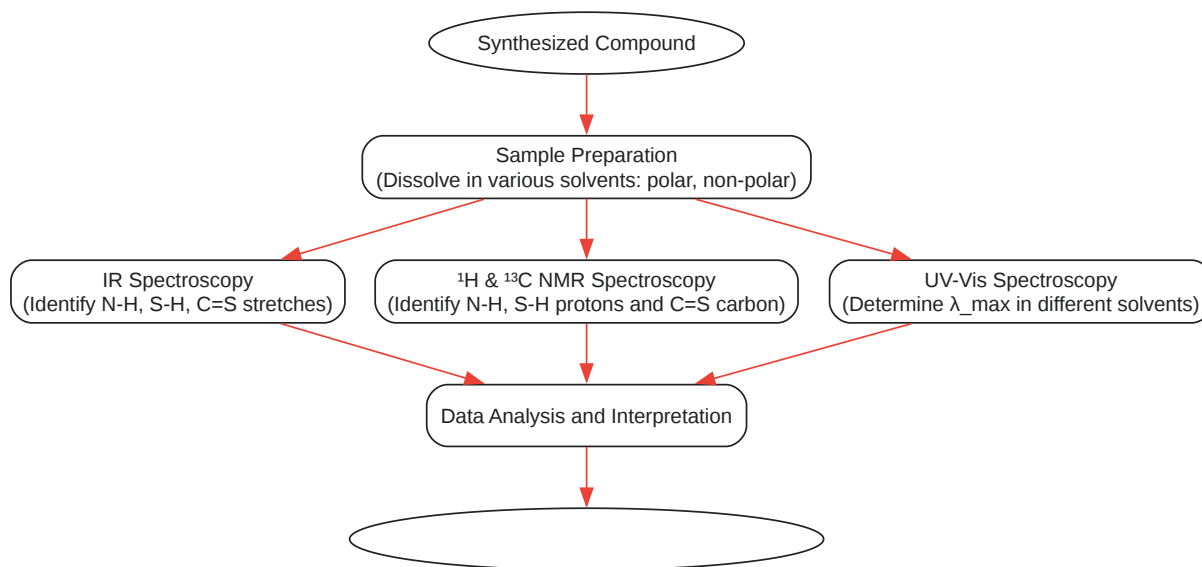 Synthesized Compound
Sample Preparation
(Dissolve in various solvents: polar, non-polar)
IR Spectroscopy
(Identify N-H, S-H, C=S stretches)
¹H & ¹³C NMR Spectroscopy
(Identify N-H, S-H protons and C=S carbon)
UV-Vis Spectroscopy
(Determine λ_max in different solvents)
Data Analysis and Interpretation